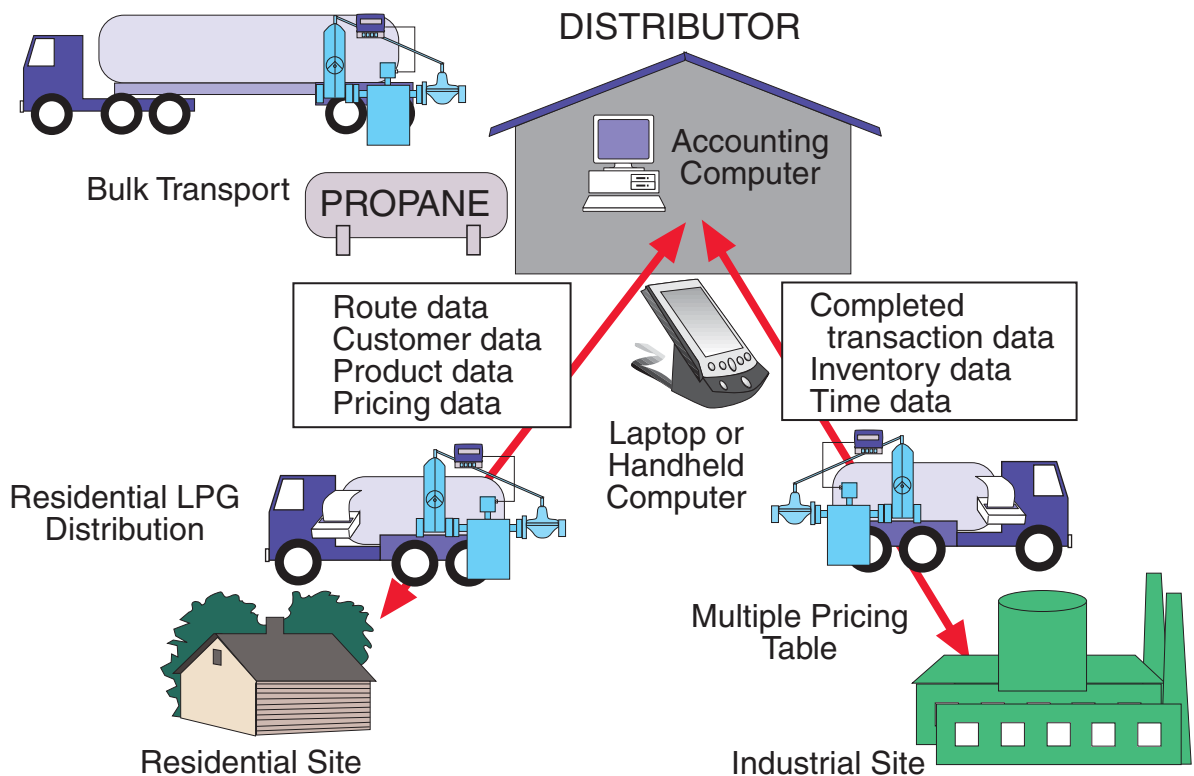 DISTRIBUTOR
Accounting
Computer
Bulk Transport
PROPANE
Route data
Customer data
Product data
Pricing data
Completed
transaction data
Inventory data
Time data
Laptop or
Handheld
Computer
Residential LPG
Distribution
Multiple Pricing
Table
Residential Site
Industrial Site